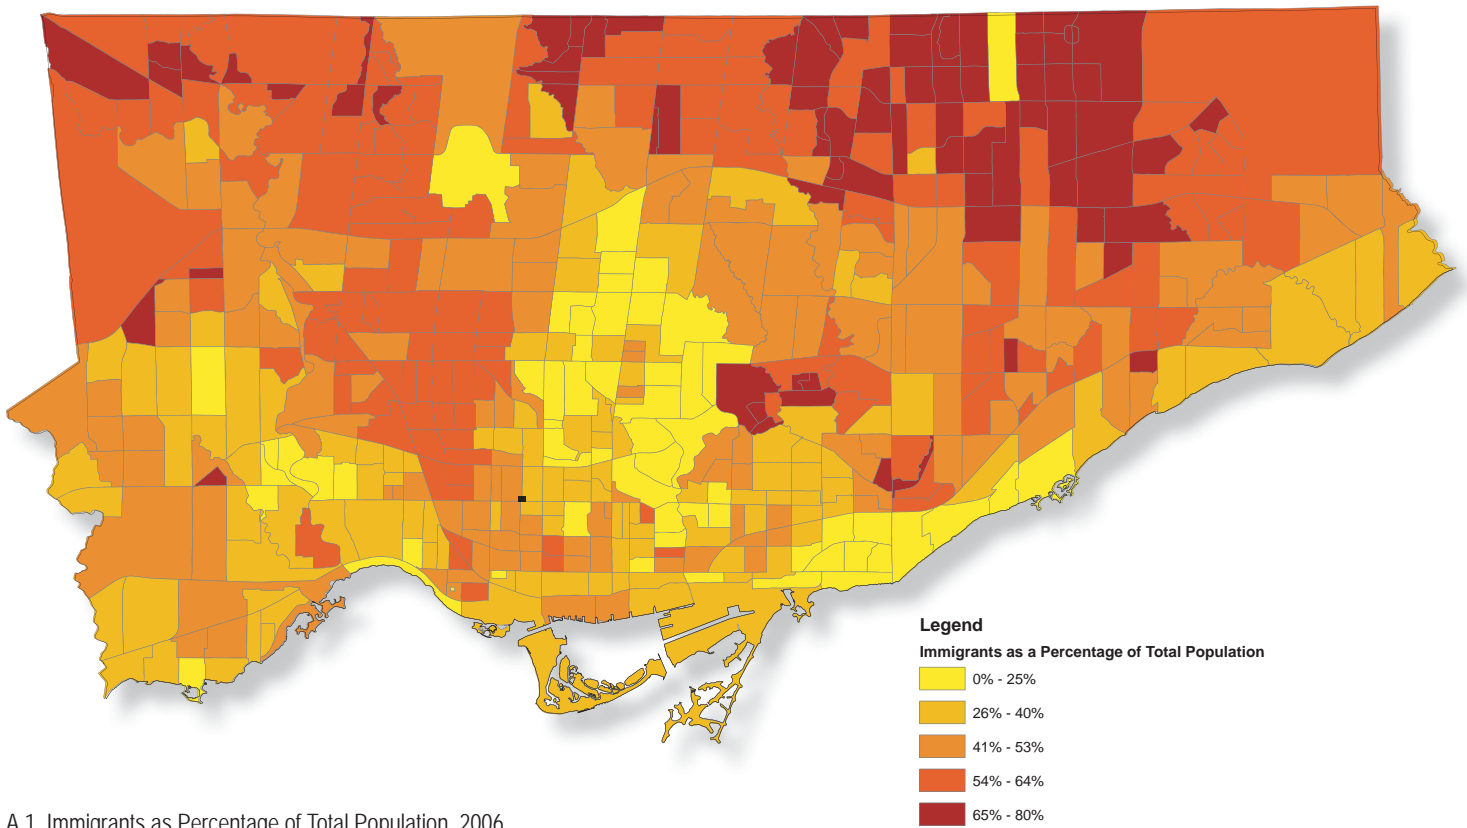 Legend
Immigrants as a Percentage of Total Population
0% - 25%
26% - 40%
41% - 53%
54% - 64%
65% - 80%
A.1 Immigrants as Percentage of Total Population, 2006